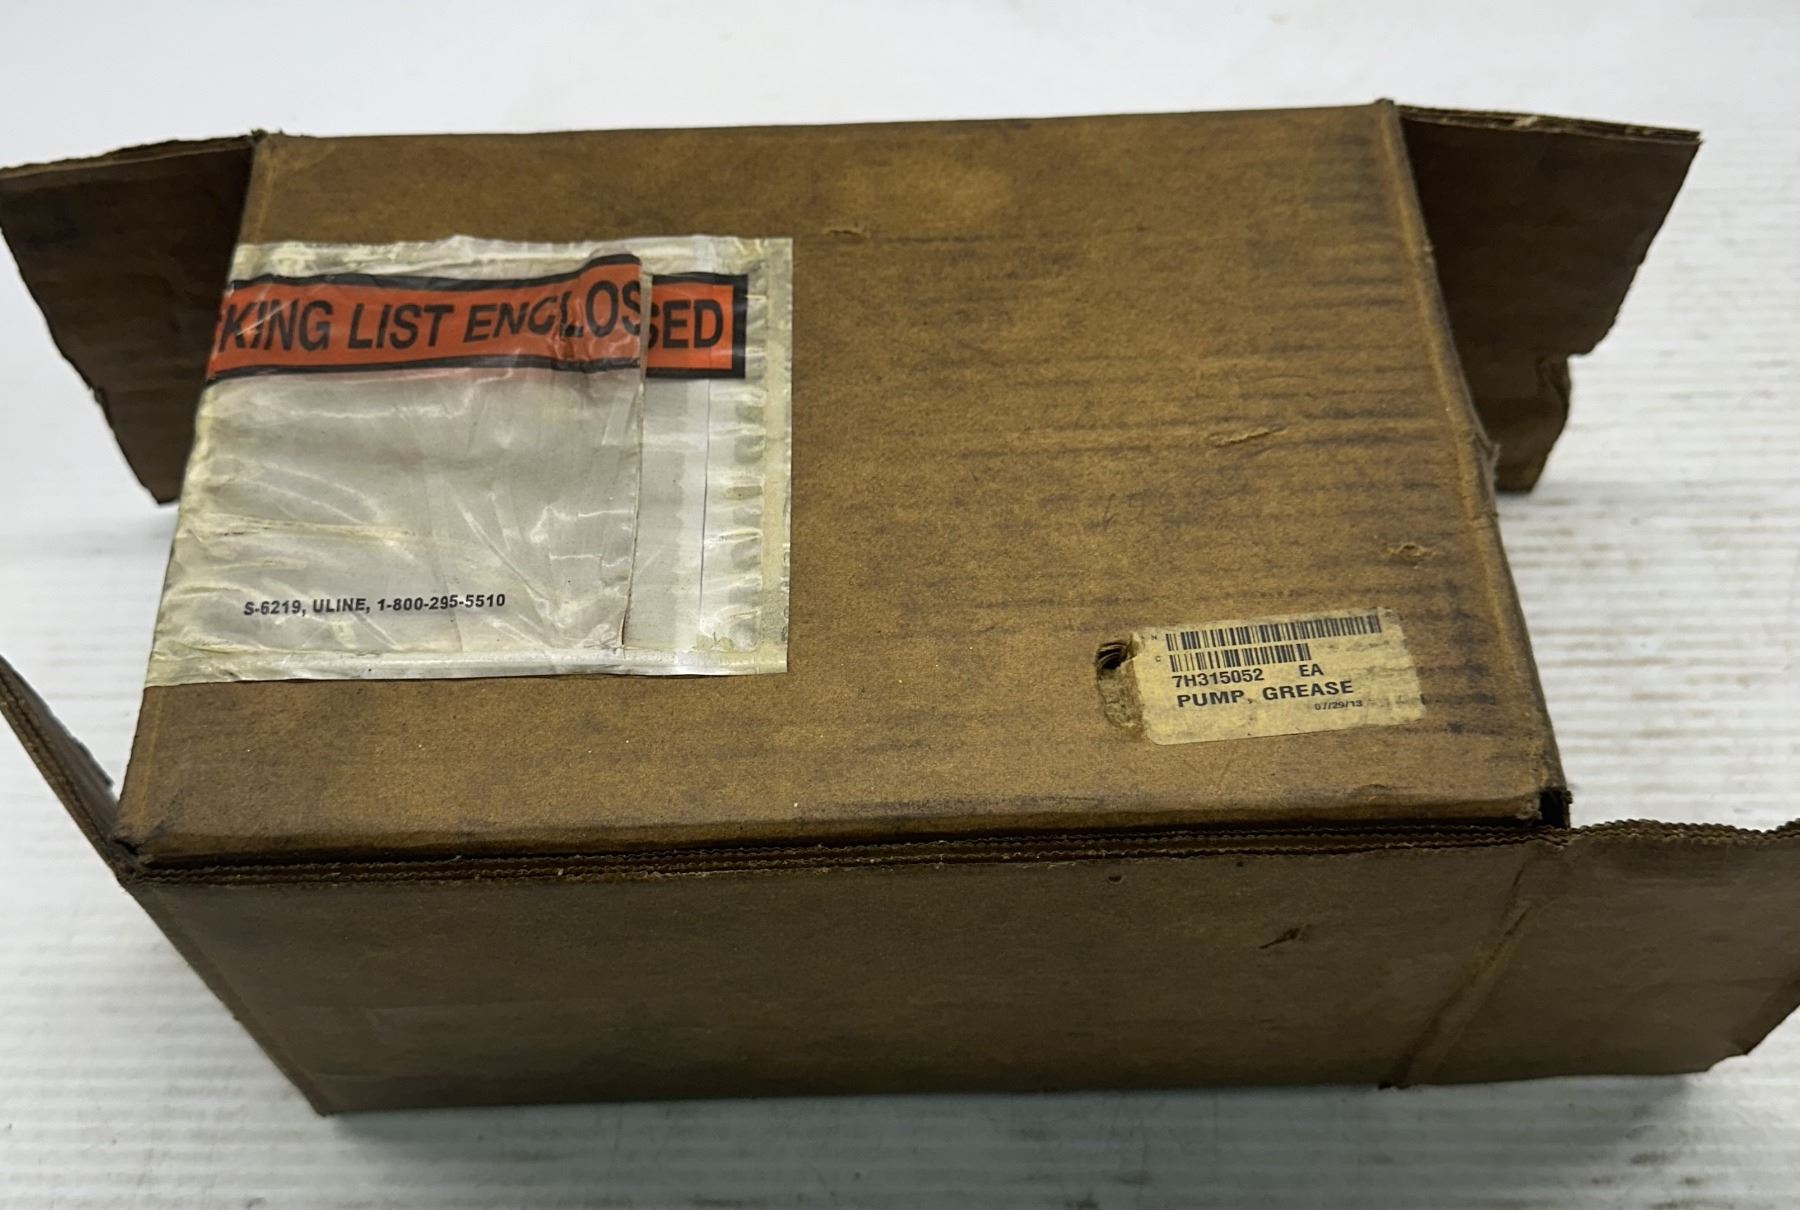 KING LIST ENCLOSED
S-6219, ULINE, 1-800-295-5510
N
C
7H315052 EA
PUMP, GREASE
07/29/13